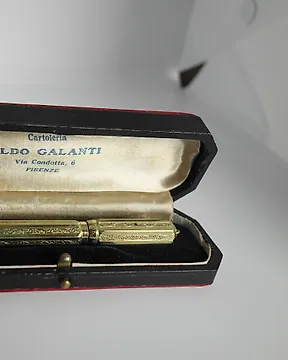 Cartoleria
LDO GALANTI
Via Condotta, 6
FIRENZE